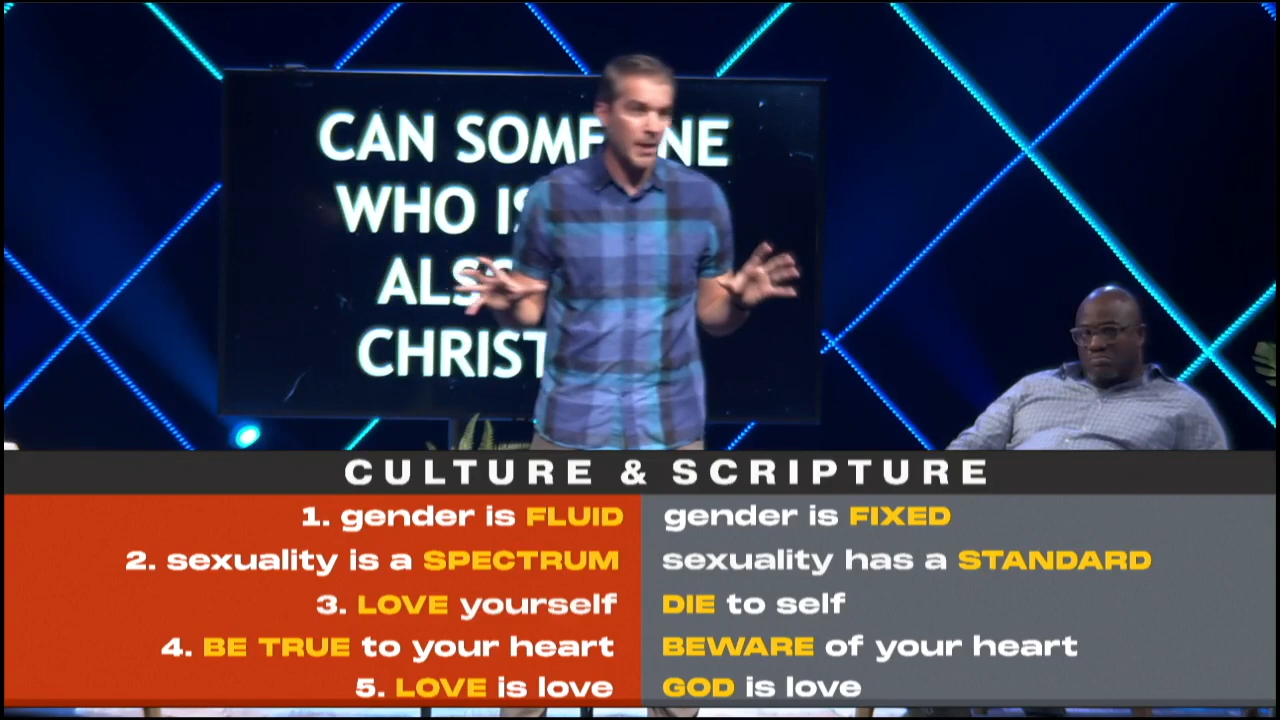 CAN SOME NE
WHO IS
ALS
CHRIST
CULTURE & SCRIPTURE
1. gender is FLUID gender is FIXED
2. sexuality is a SPECTRUM sexuality has a STANDARD
3. LOVE yourself DIE to self
4. BE TRUE to your heart BEWARE of your heart
5. LOVE is love GOD is love